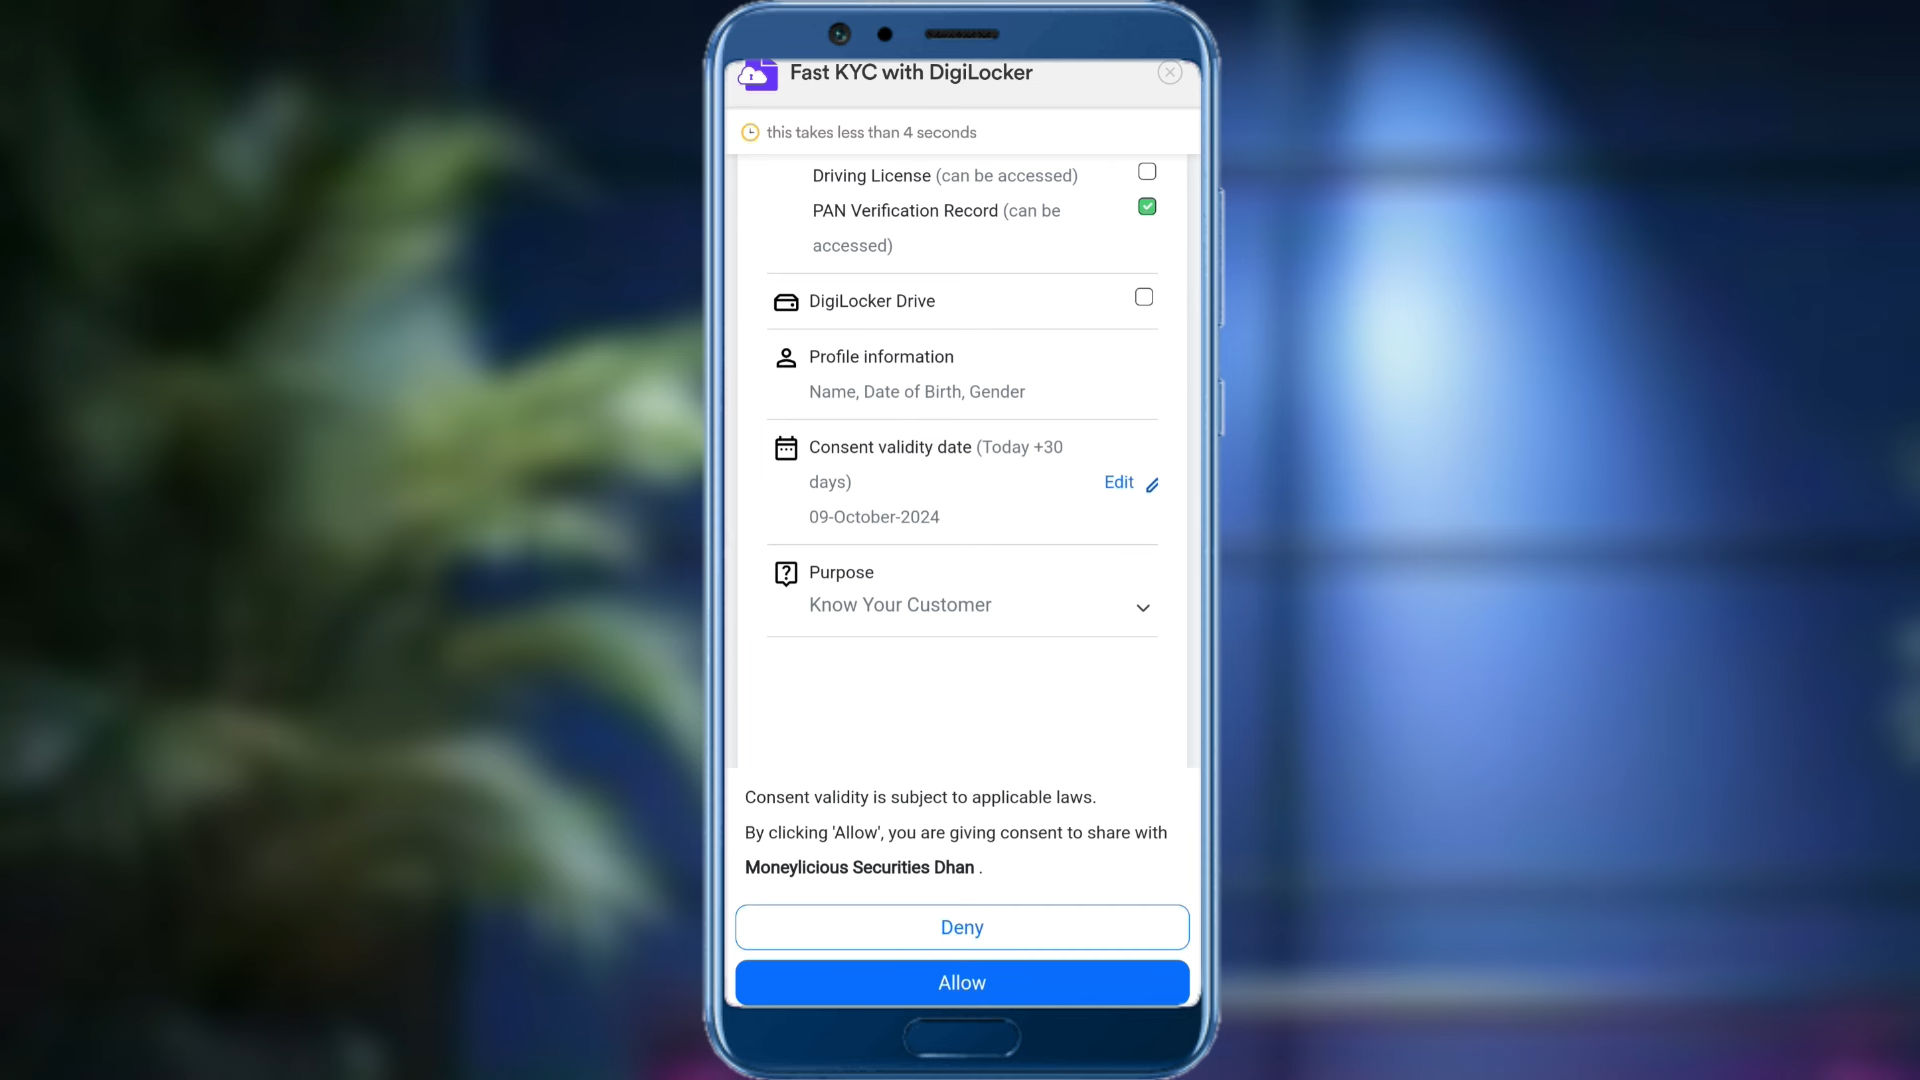 Fast KYC with DigiLocker
this takes less than 4 seconds
Driving License (can be accessed)
PAN Verification Record (can be
accessed)
DigiLocker Drive
Profile information
Name, Date of Birth, Gender
Consent validity date (Today +30
days)
Edit
09-October-2024
Purpose
Know Your Customer
Consent validity is subject to applicable laws.
By clicking 'Allow', you are giving consent to share with
Moneylicious Securities Dhan .
Deny
Allow